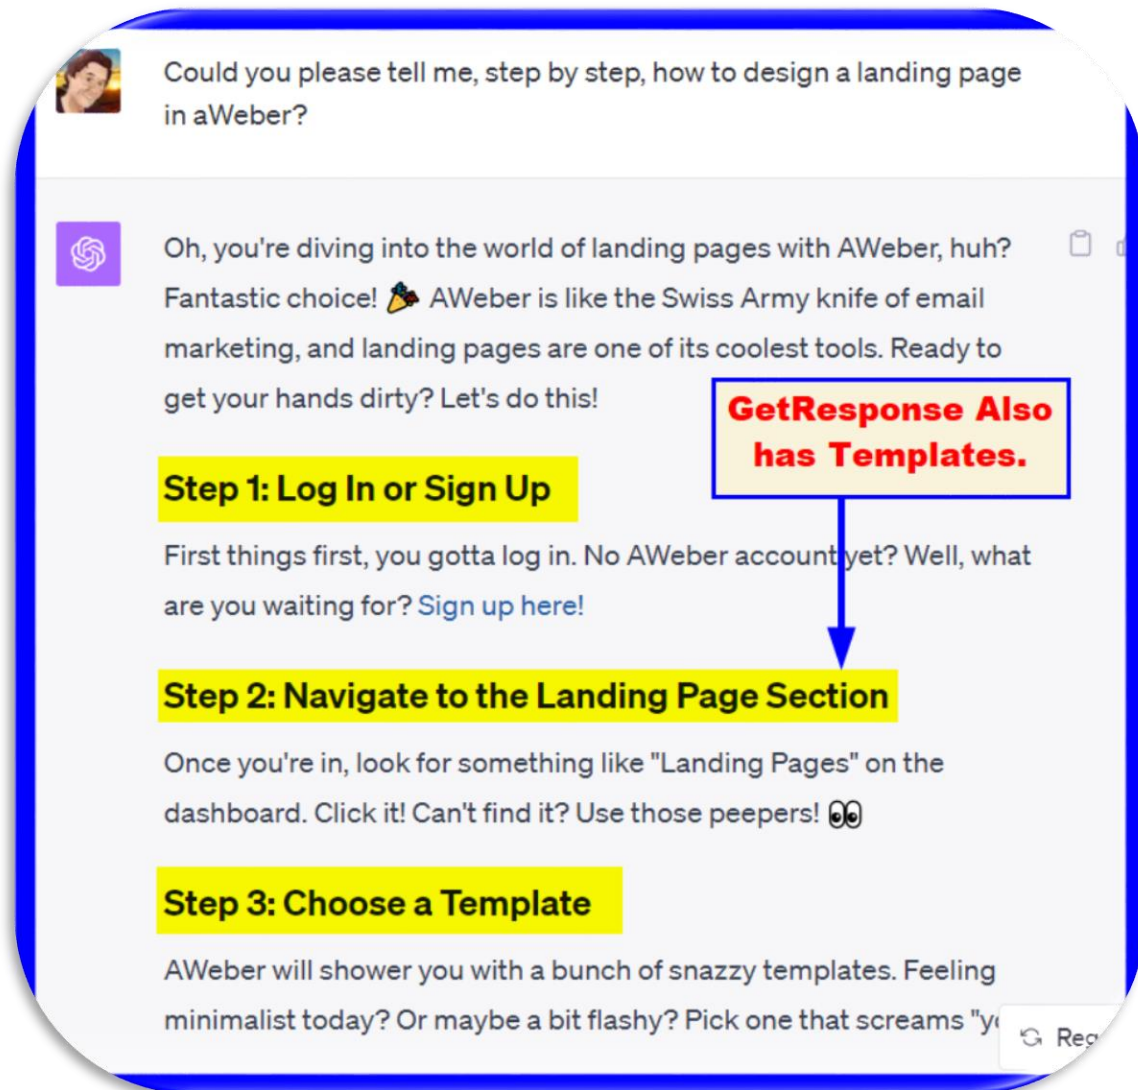 Could you please tell me, step by step, how to design a landing page
in aWeber?
Oh, you're diving into the world of landing pages with AWeber, huh?
Fantastic choice! 🎉 AWeber is like the Swiss Army knife of email
marketing, and landing pages are one of its coolest tools. Ready to
get your hands dirty? Let's do this!
GetResponse Also
has Templates.
Step 1: Log In or Sign Up
First things first, you gotta log in. No AWeber account yet? Well, what
are you waiting for? Sign up here!
Step 2: Navigate to the Landing Page Section
Once you're in, look for something like "Landing Pages" on the
dashboard. Click it! Can't find it? Use those peepers! 👀
Step 3: Choose a Template
AWeber will shower you with a bunch of snazzy templates. Feeling
minimalist today? Or maybe a bit flashy? Pick one that screams